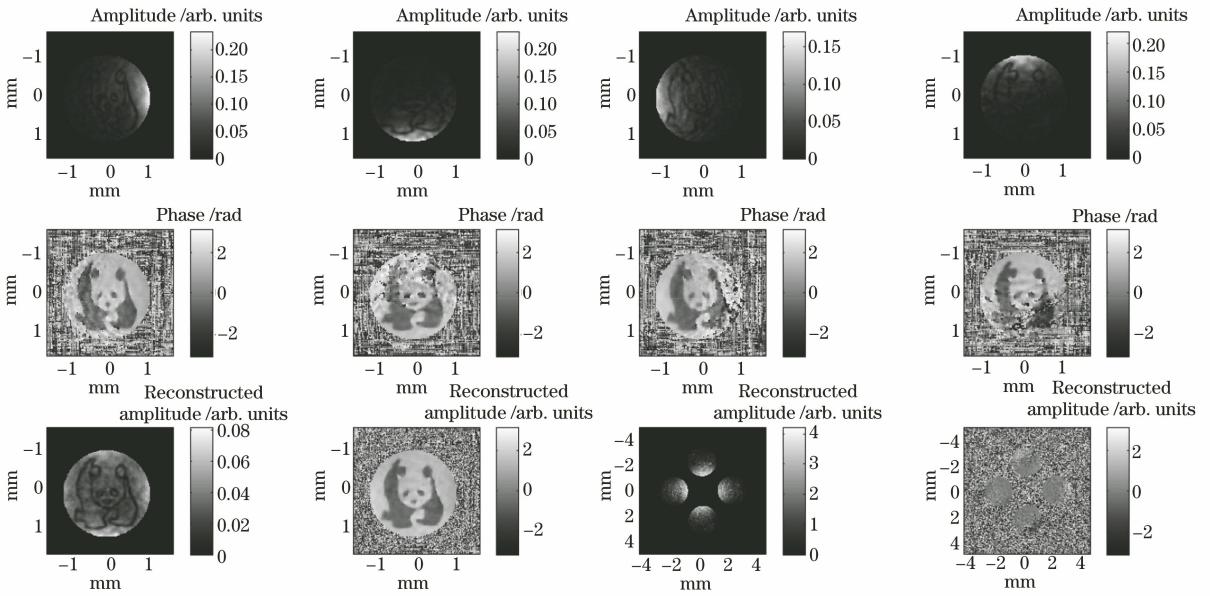 Amplitude /arb. units
Amplitude /arb. units
Amplitude /arb. units
Amplitude /arb. units
−1
0
1
mm
−1 0 1
mm
0.20
0.15
0.10
0.05
0
−1
0
1
mm
−1 0 1
mm
0.20
0.15
0.10
0.05
0
−1
0
1
mm
−1 0 1
mm
0.15
0.10
0.05
0
−1
0
1
mm
−1 0 1
mm
0.20
0.15
0.10
0.05
0
Phase /rad
Phase /rad
Phase /rad
Phase /rad
−1
0
1
mm
−1 0 1
mm
2
0
−2
−1
0
1
mm
−1 0 1
mm
2
0
−2
−1
0
1
mm
−1 0 1
mm
2
0
−2
−1
0
1
mm
−1 0 1
mm
2
0
−2
Reconstructed
amplitude /arb. units
Reconstructed
amplitude /arb. units
Reconstructed
amplitude /arb. units
Reconstructed
amplitude /arb. units
−1
0
1
mm
−1 0 1
mm
0.08
0.06
0.04
0.02
0
−1
0
1
mm
−1 0 1
mm
2
0
−2
−4
−2
0
2
4
mm
−4 −2 0 2 4
mm
4
3
2
1
0
−4
−2
0
2
4
mm
−4 −2 0 2 4
mm
2
0
−2